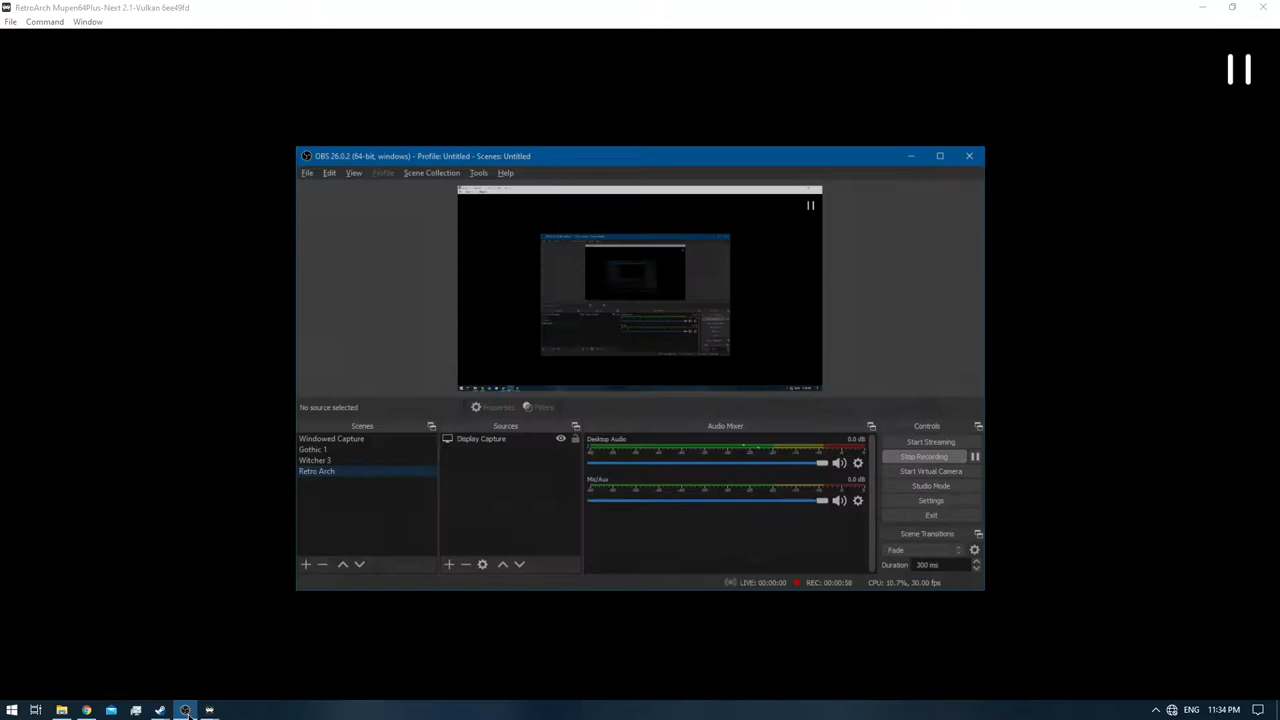 RetroArch Mupen64Plus-Next 2.1-Vulkan 6ee49fd
File Command Window
OBS 26.0.2 (64-bit, windows) - Profile: Untitled - Scenes: Untitled
File Edit View Profile Scene Collection Tools Help
No source selected
Properties Filters
Scenes
Windowed Capture
Gothic 1
Witcher 3
Retro Arch
Sources
Display Capture
Audio Mixer
Desktop Audio 0.0 dB
Mic/Aux 0.0 dB
Controls
Start Streaming
Stop Recording
Start Virtual Camera
Studio Mode
Settings
Exit
Scene Transitions
Fade
Duration 300 ms
LIVE: 00:00:00 REC: 00:00:58 CPU: 10.7%, 30.00 fps
ENG 11:34 PM